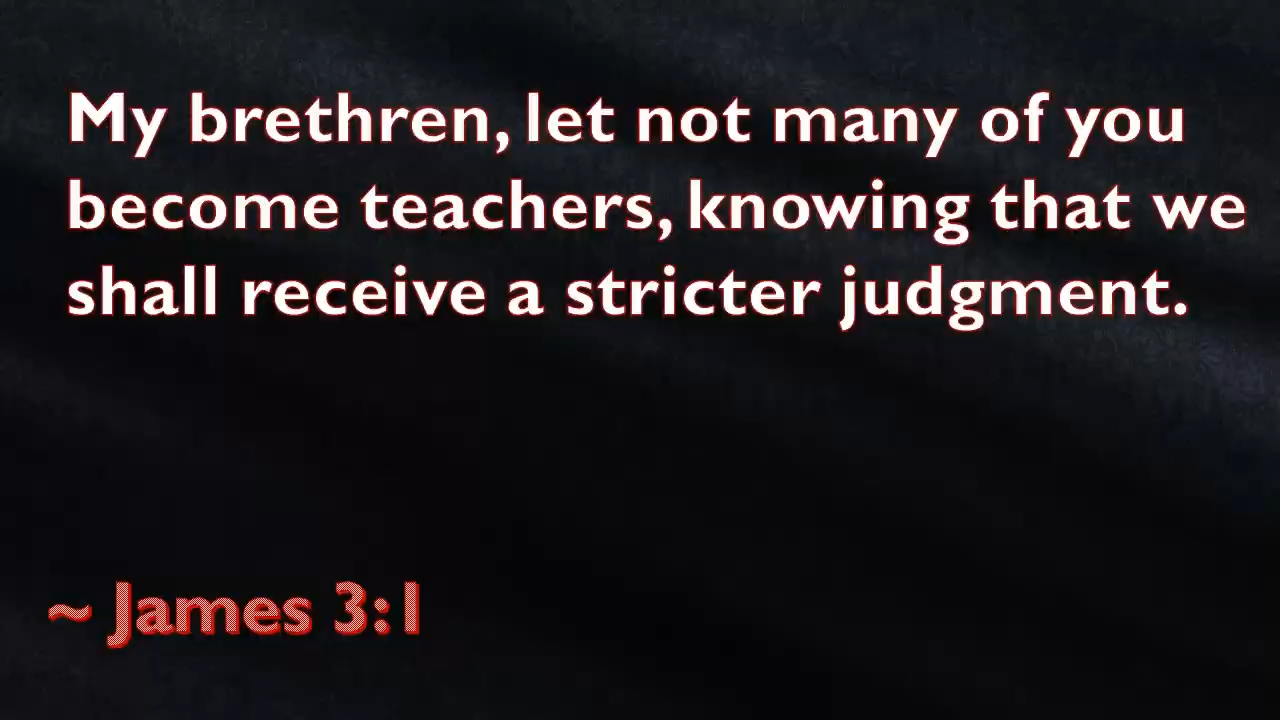 My brethren, let not many of you
become teachers, knowing that we
shall receive a stricter judgment.
~ James 3:1